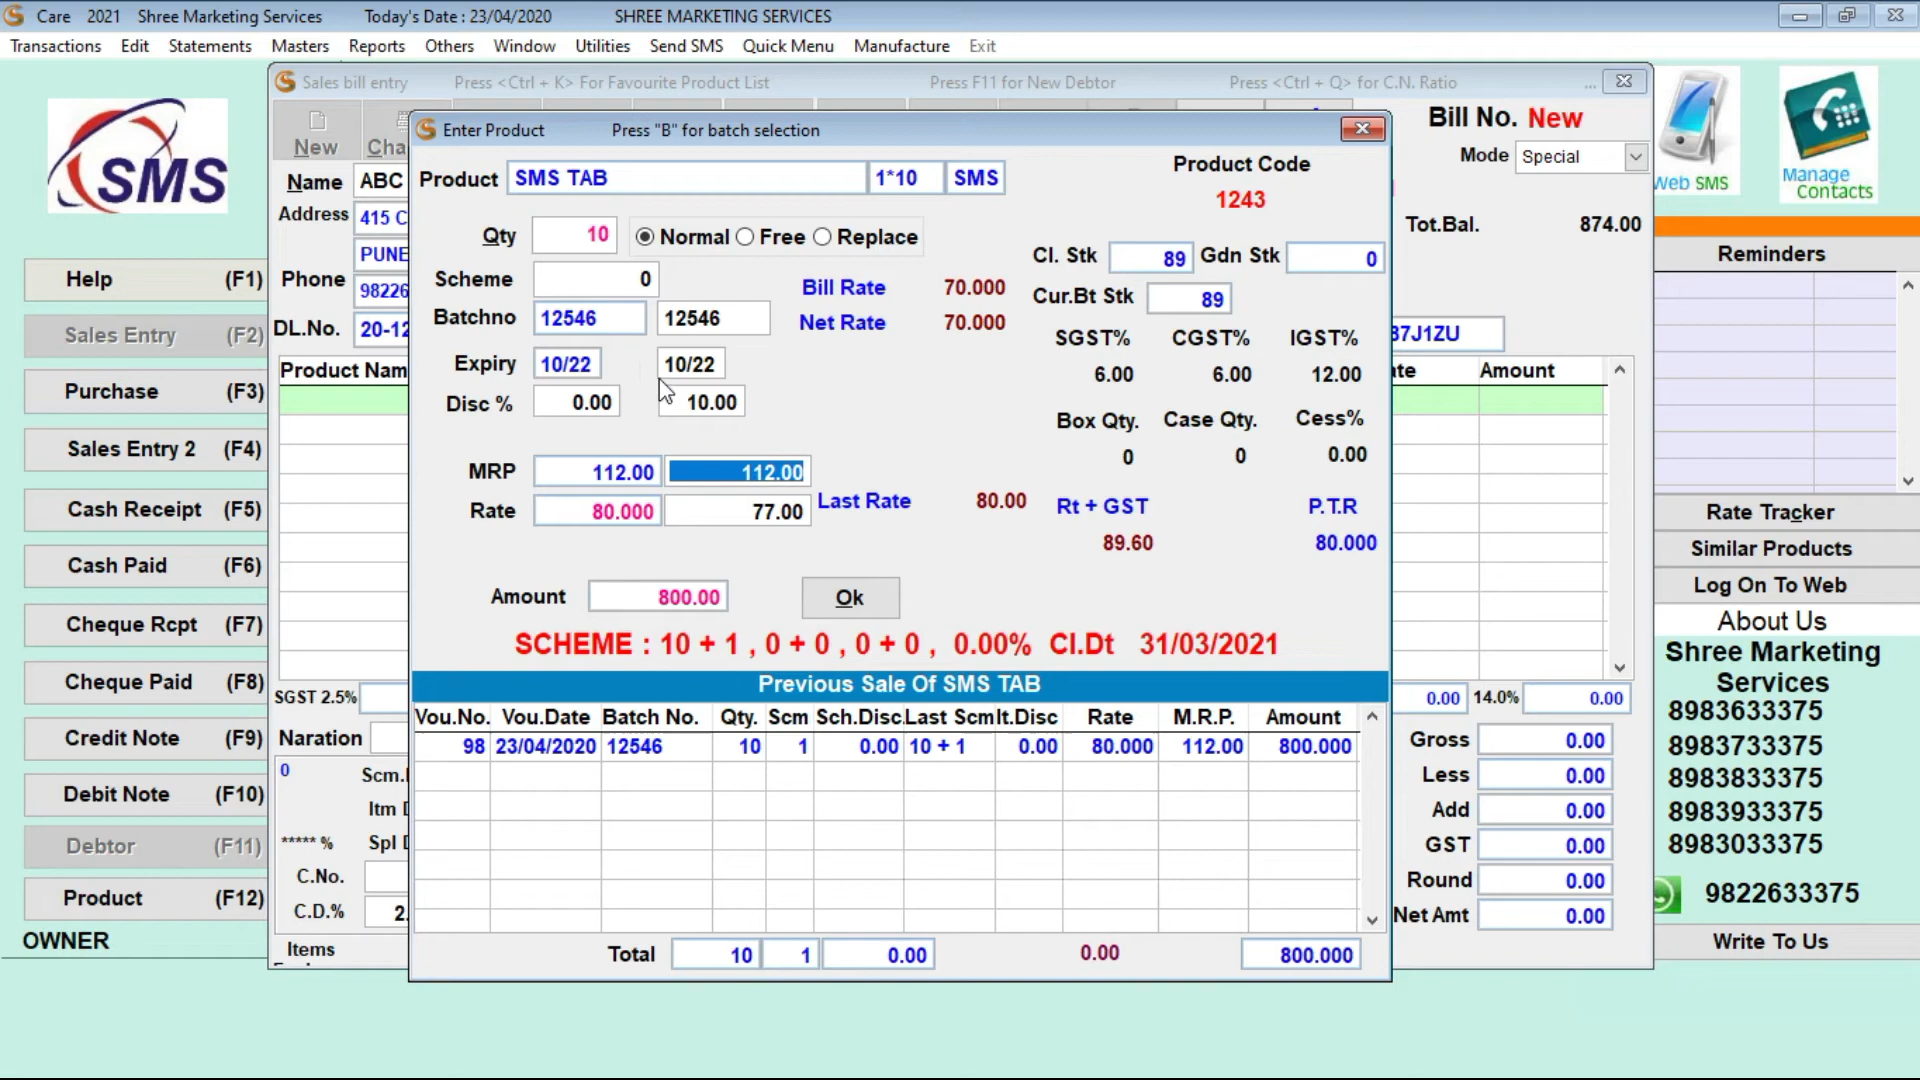 Care 2021 Shree Marketing Services Today's Date : 23/04/2020 SHREE MARKETING SERVICES
Transactions Edit Statements Masters Reports Others Window Utilities Send SMS Quick Menu Manufacture Exit
SMS
Help (F1)
Sales Entry (F2)
Purchase (F3)
Sales Entry 2 (F4)
Cash Receipt (F5)
Cash Paid (F6)
Cheque Rcpt (F7)
Cheque Paid (F8)
Credit Note (F9)
Debit Note (F10)
Debtor (F11)
Product (F12)
OWNER
Sales bill entry Press <Ctrl + K> For Favourite Product List Press F11 for New Debtor Press <Ctrl + Q> for C.N. Ratio ...
New Cha
Bill No. New
Mode Special
Name ABC
Address 415 C
PUNE
Phone 98226
DL.No. 20-12
Tot.Bal. 874.00
37J1ZU
Product Nam
te Amount
SGST 2.5%
0.00 14.0% 0.00
Naration
0 Scm.
Itm D
***** % Spl D
C.No.
C.D.% 2.
Items
Gross 0.00
Less 0.00
Add 0.00
GST 0.00
Round 0.00
Net Amt 0.00
Enter Product Press "B" for batch selection
Product SMS TAB 1*10 SMS
Product Code
1243
Qty 10 Normal Free Replace
Cl. Stk 89 Gdn Stk 0
Scheme 0 Bill Rate 70.000
Cur.Bt Stk 89
Batchno 12546 12546 Net Rate 70.000
SGST% CGST% IGST%
Expiry 10/22 10/22
6.00 6.00 12.00
Disc % 0.00 10.00
Box Qty. Case Qty. Cess%
0 0 0.00
MRP 112.00 112.00
Rate 80.000 77.00 Last Rate 80.00
Rt + GST P.T.R
89.60 80.000
Amount 800.00 Ok
SCHEME : 10 + 1 , 0 + 0 , 0 + 0 , 0.00% Cl.Dt 31/03/2021
Previous Sale Of SMS TAB
Vou.No. Vou.Date Batch No. Qty. Scm Sch.Disc. Last Scm It.Disc Rate M.R.P. Amount
98 23/04/2020 12546 10 1 0.00 10 + 1 0.00 80.000 112.00 800.000
Total 10 1 0.00 0.00 800.000
Web SMS
Manage
Contacts
Reminders
Rate Tracker
Similar Products
Log On To Web
About Us
Shree Marketing
Services
8983633375
8983733375
8983833375
8983933375
8983033375
9822633375
Write To Us